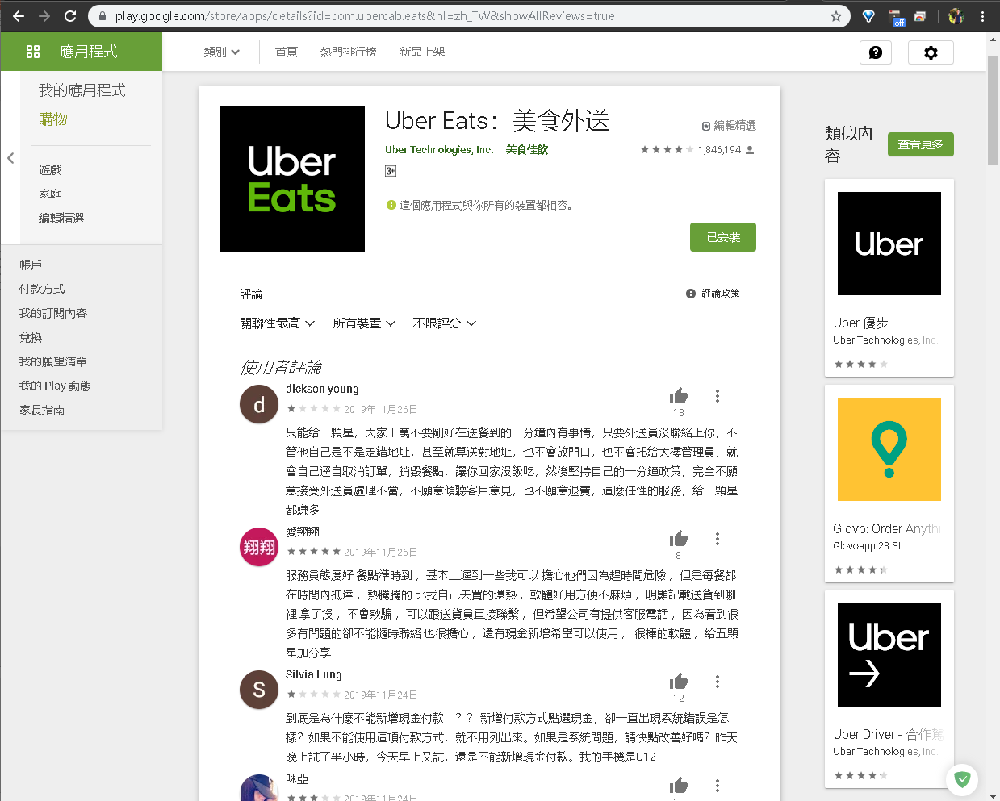 play.google.com/store/apps/details?id=com.ubercab.eats&hl=zh_TW&showAllReviews=true
off
應用程式
類別 首頁 熱門排行榜 新品上架
我的應用程式
購物
遊戲
家庭
編輯精選
帳戶
付款方式
我的訂閱內容
兌換
我的願望清單
我的 Play 動態
家長指南
Uber
Eats
Uber Eats：美食外送
編輯精選
Uber Technologies, Inc. 美食佳飲
1,846,194
3+
這個應用程式與你所有的裝置都相容。
已安裝
評論
評論政策
關聯性最高 所有裝置 不限評分
使用者評論
d
dickson young
2019年11月26日
18
只能給一顆星，大家千萬不要剛好在送餐到的十分鐘內有事情，只要外送員沒聯絡上你，不
管他自己是不是走錯地址，甚至就算送對地址，也不會放門口，也不會托給大樓管理員，就
會自己逕自取消訂單，銷毀餐點，讓你回家沒飯吃，然後堅持自己的十分鐘政策，完全不願
意接受外送員處理不當，不願意傾聽客戶意見，也不願意退費，這麼任性的服務，給一顆星
都嫌多
翔翔
愛翔翔
2019年11月25日
8
服務員態度好 餐點準時到 ，基本上遲到一些我可以 擔心他們因為趕時間危險 ，但是每餐都
在時間內抵達 ，熱騰騰的 比我自己去買的還熱 ，軟體好用方便不麻煩 ，明顯記載送貨到哪
裡 拿了沒 ，不會欺騙 ，可以跟送貨員直接聯繫 ，但希望公司有提供客服電話 ，因為看到很
多有問題的卻不能隨時聯絡 也很擔心 ，還有現金新增希望可以使用 ， 很棒的軟體 ，給五顆
星加分享
S
Silvia Lung
2019年11月24日
12
到底是為什麼不能新增現金付款！？？ 新增付款方式點選現金，卻一直出現系統錯誤是怎
樣？如果不能使用這項付款方式，就不用列出來。如果是系統問題，請快點改善好嗎？昨天
晚上試了半小時，今天早上又試，還是不能新增現金付款。我的手機是U12+
咪亞
2019年11月24日
類似內
容
查看更多
Uber
Uber 優步
Uber Technologies, Inc.
Glovo: Order Anythi
Glovoapp 23 SL
Uber
Uber Driver - 合作駕
Uber Technologies, Inc.